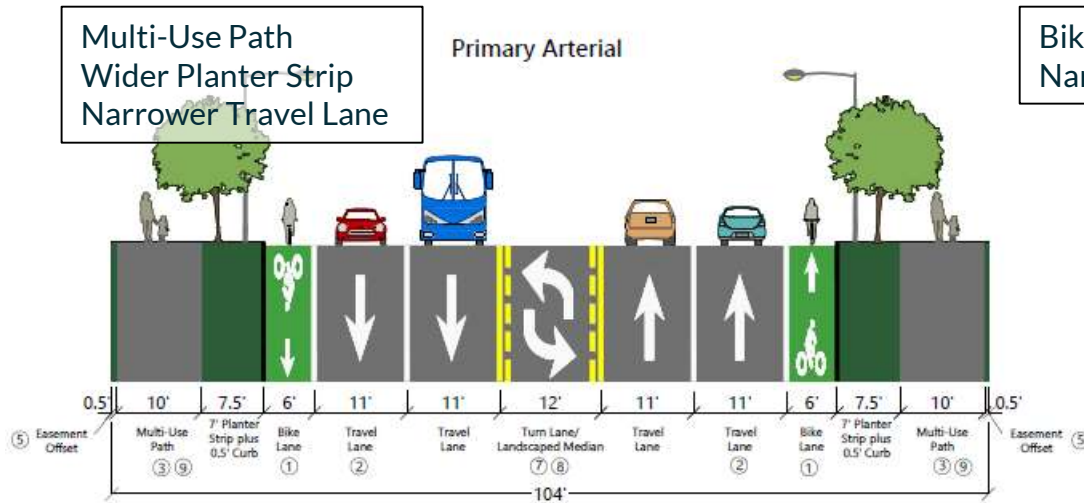 Multi-Use Path
Wider Planter Strip
Narrower Travel Lane
Primary Arterial
Bik
Nar
0.5' 10' 7.5' 6' 11' 11' 12' 11' 11' 6' 7.5' 10' 0.5'
⑤ Easement Offset
Multi-Use Path
③ ⑨
7' Planter Strip plus 0.5' Curb
Bike Lane
①
Travel Lane
②
Travel Lane
Turn Lane/ Landscaped Median
⑦ ⑧
Travel Lane
Travel Lane
②
Bike Lane
①
7' Planter Strip plus 0.5' Curb
Multi-Use Path
③ ⑨
Easement Offset ⑤
104'